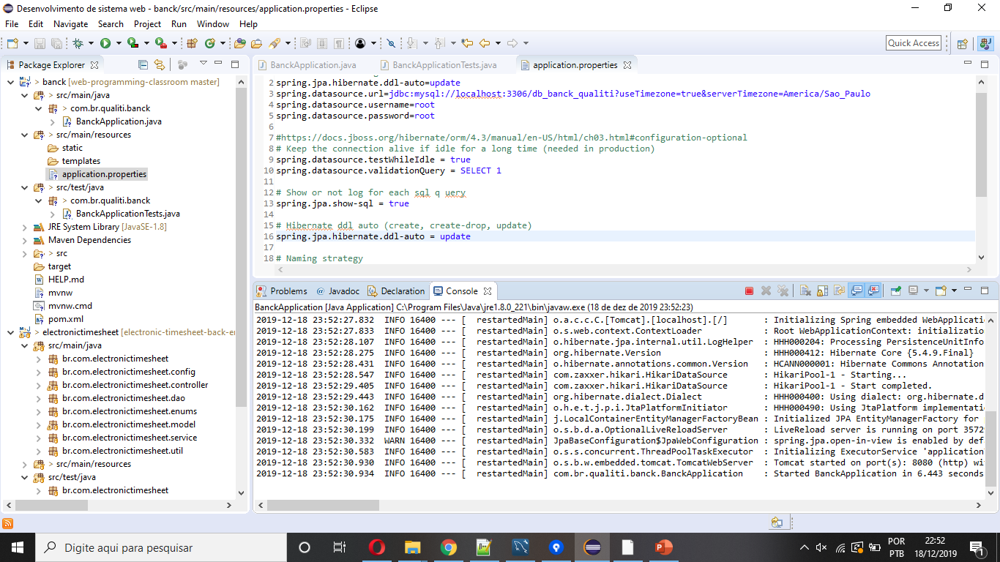 Desenvolvimento de sistema web - banck/src/main/resources/application.properties - Eclipse
File Edit Navigate Search Project Run Window Help
Quick Access
Package Explorer
> banck [web-programming-classroom master]
> src/main/java
> com.br.qualiti.banck
BanckApplication.java
> src/main/resources
static
templates
application.properties
> src/test/java
> com.br.qualiti.banck
BanckApplicationTests.java
JRE System Library [JavaSE-1.8]
Maven Dependencies
> src
target
HELP.md
mvnw
mvnw.cmd
pom.xml
> electronictimesheet [electronic-timesheet-back-en
src/main/java
br.com.electronictimesheet
br.com.electronictimesheet.config
br.com.electronictimesheet.controller
br.com.electronictimesheet.dao
br.com.electronictimesheet.enums
br.com.electronictimesheet.model
br.com.electronictimesheet.service
br.com.electronictimesheet.util
> src/main/resources
src/test/java
br.com.electronictimesheet
BanckApplication.java BanckApplicationTests.java application.properties
2 spring.jpa.hibernate.ddl-auto=update
3 spring.datasource.url=jdbc:mysql://localhost:3306/db_banck_qualiti?useTimezone=true&serverTimezone=America/Sao_Paulo
4 spring.datasource.username=root
5 spring.datasource.password=root
6
7 #https://docs.jboss.org/hibernate/orm/4.3/manual/en-US/html/ch03.html#configuration-optional
8 # Keep the connection alive if idle for a long time (needed in production)
9 spring.datasource.testWhileIdle = true
10 spring.datasource.validationQuery = SELECT 1
11
12 # Show or not log for each sql q uery
13 spring.jpa.show-sql = true
14
15 # Hibernate ddl auto (create, create-drop, update)
16 spring.jpa.hibernate.ddl-auto = update
17
18 # Naming strategy
Problems @ Javadoc Declaration Console
BanckApplication [Java Application] C:\Program Files\Java\jre1.8.0_221\bin\javaw.exe (18 de dez de 2019 23:52:23)
2019-12-18 23:52:27.832 INFO 16400 --- [ restartedMain] o.a.c.c.C.[Tomcat].[localhost].[/] : Initializing Spring embedded WebApplicatio
2019-12-18 23:52:27.833 INFO 16400 --- [ restartedMain] o.s.web.context.ContextLoader : Root WebApplicationContext: initializatio
2019-12-18 23:52:28.107 INFO 16400 --- [ restartedMain] o.hibernate.jpa.internal.util.LogHelper : HHH000204: Processing PersistenceUnitInfo
2019-12-18 23:52:28.275 INFO 16400 --- [ restartedMain] org.hibernate.Version : HHH000412: Hibernate Core {5.4.9.Final}
2019-12-18 23:52:28.431 INFO 16400 --- [ restartedMain] o.hibernate.annotations.common.Version : HCANN000001: Hibernate Commons Annotation
2019-12-18 23:52:28.547 INFO 16400 --- [ restartedMain] com.zaxxer.hikari.HikariDataSource : HikariPool-1 - Starting...
2019-12-18 23:52:29.405 INFO 16400 --- [ restartedMain] com.zaxxer.hikari.HikariDataSource : HikariPool-1 - Start completed.
2019-12-18 23:52:29.443 INFO 16400 --- [ restartedMain] org.hibernate.dialect.Dialect : HHH000400: Using dialect: org.hibernate.d
2019-12-18 23:52:30.162 INFO 16400 --- [ restartedMain] o.h.e.t.j.p.i.JtaPlatformInitiator : HHH000490: Using JtaPlatform implementati
2019-12-18 23:52:30.175 INFO 16400 --- [ restartedMain] j.LocalContainerEntityManagerFactoryBean : Initialized JPA EntityManagerFactory for
2019-12-18 23:52:30.199 INFO 16400 --- [ restartedMain] o.s.b.d.a.OptionalLiveReloadServer : LiveReload server is running on port 35729
2019-12-18 23:52:30.332 WARN 16400 --- [ restartedMain] JpaBaseConfiguration$JpaWebConfiguration : spring.jpa.open-in-view is enabled by def
2019-12-18 23:52:30.583 INFO 16400 --- [ restartedMain] o.s.s.concurrent.ThreadPoolTaskExecutor : Initializing ExecutorService 'application
2019-12-18 23:52:30.930 INFO 16400 --- [ restartedMain] o.s.b.w.embedded.tomcat.TomcatWebServer : Tomcat started on port(s): 8080 (http) wi
2019-12-18 23:52:30.934 INFO 16400 --- [ restartedMain] com.br.qualiti.banck.BanckApplication : Started BanckApplication in 6.443 seconds
Digite aqui para pesquisar
POR
PTB
22:52
18/12/2019
1